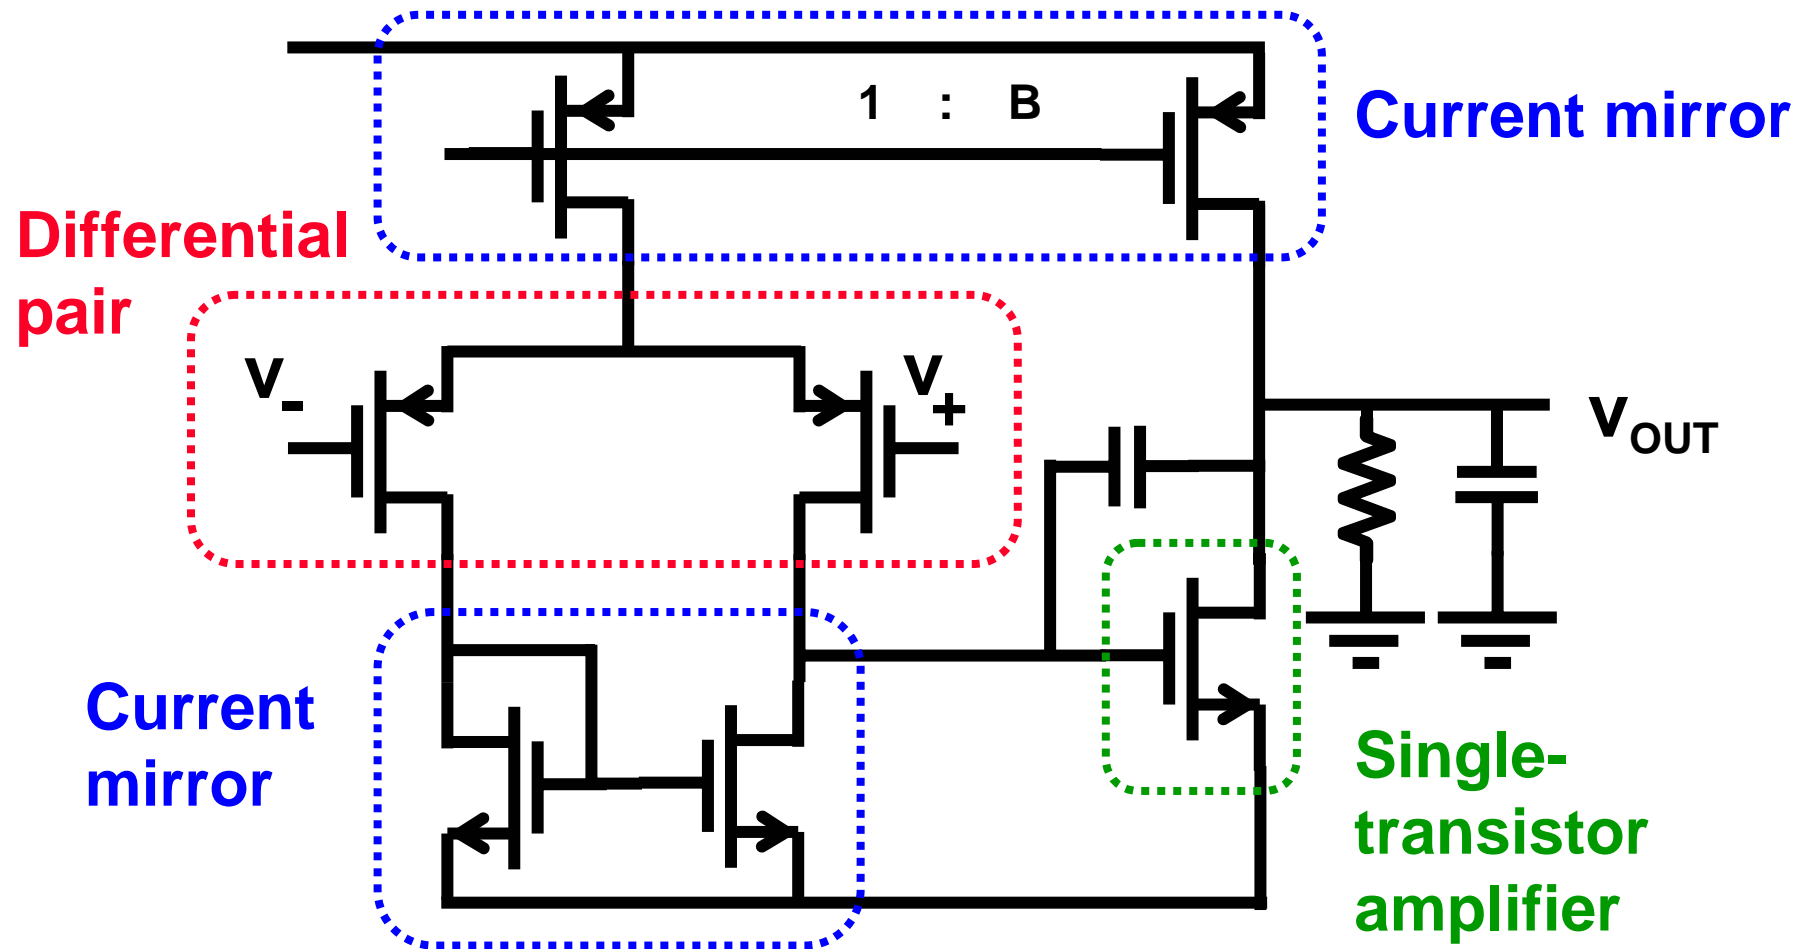 1 : B
Current mirror
Differential
pair
v-
v+
vOUT
Current
mirror
Single-
transistor
amplifier